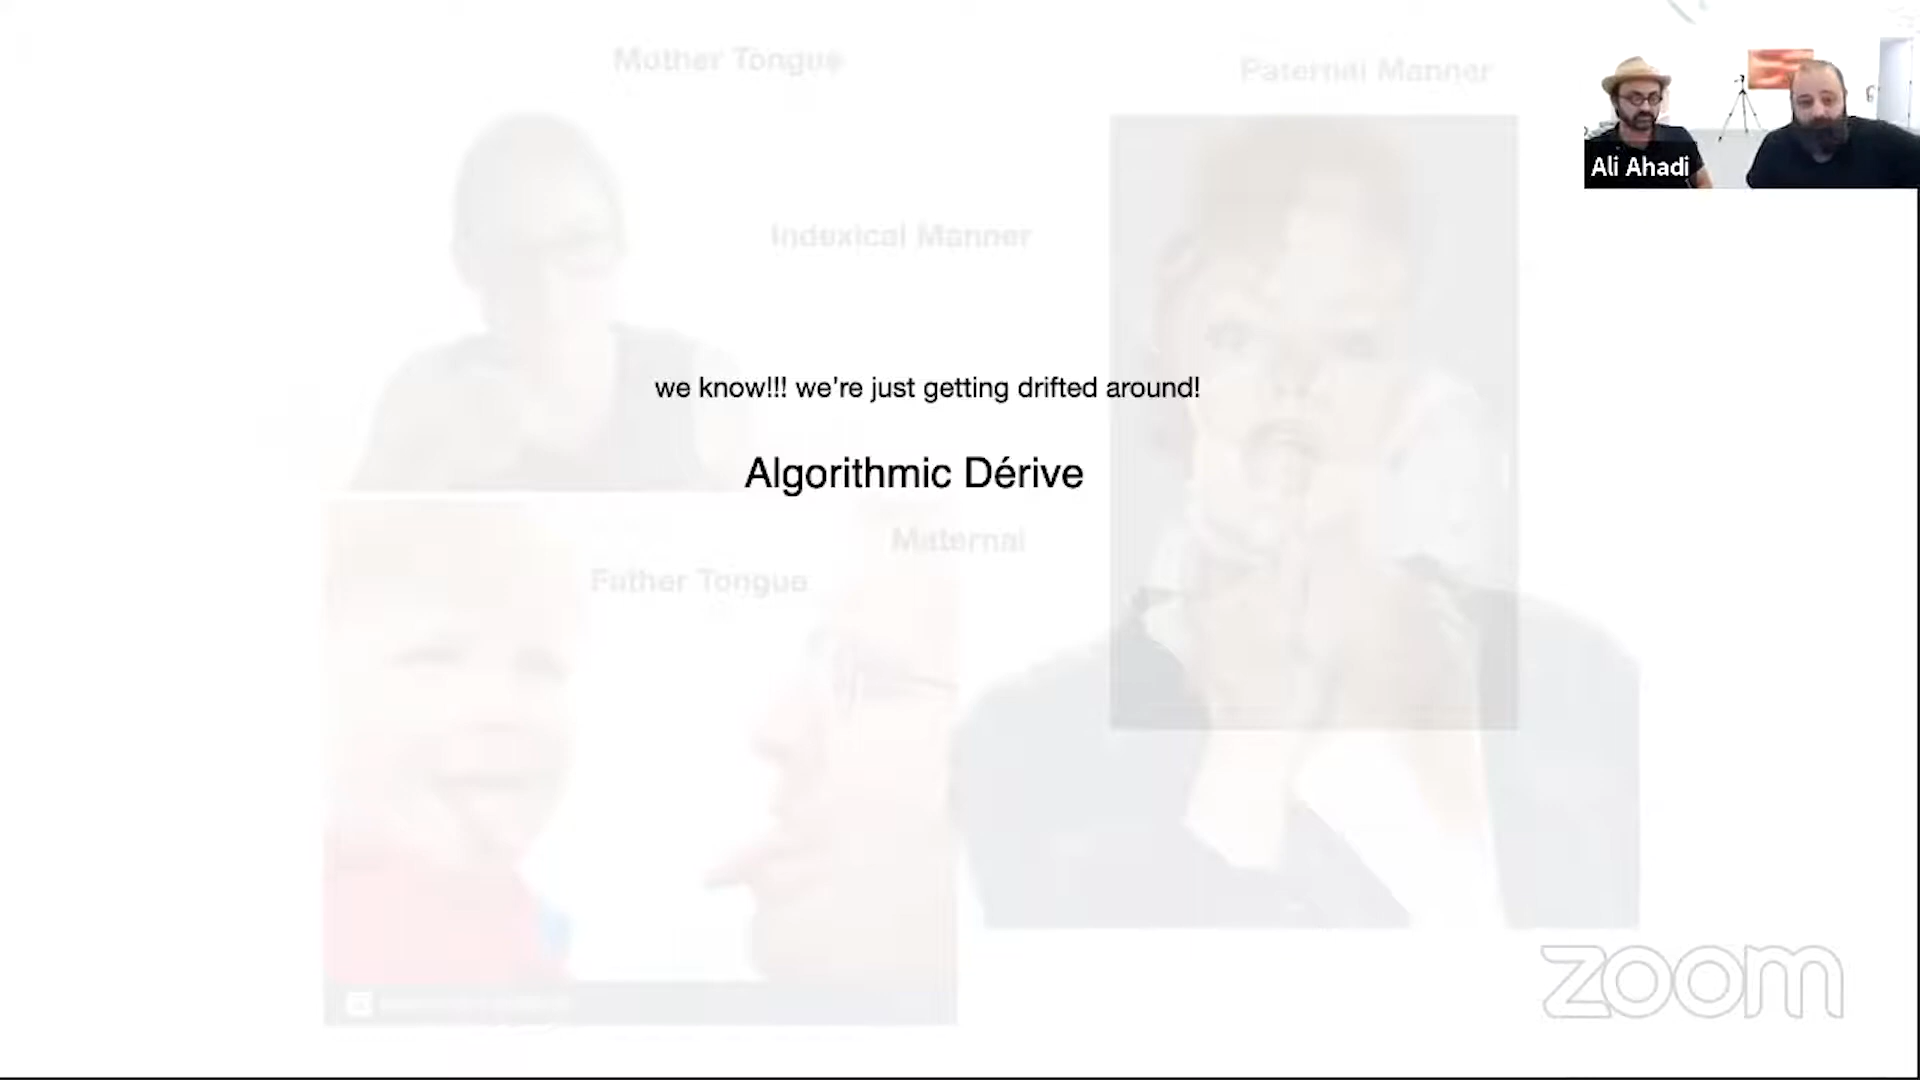 Mother Tongue
Paternal Manner
Ali Ahadi
Indexical Manner
we know!!! we're just getting drifted around!
Algorithmic Dérive
Maternal
Father Tongue
zoom